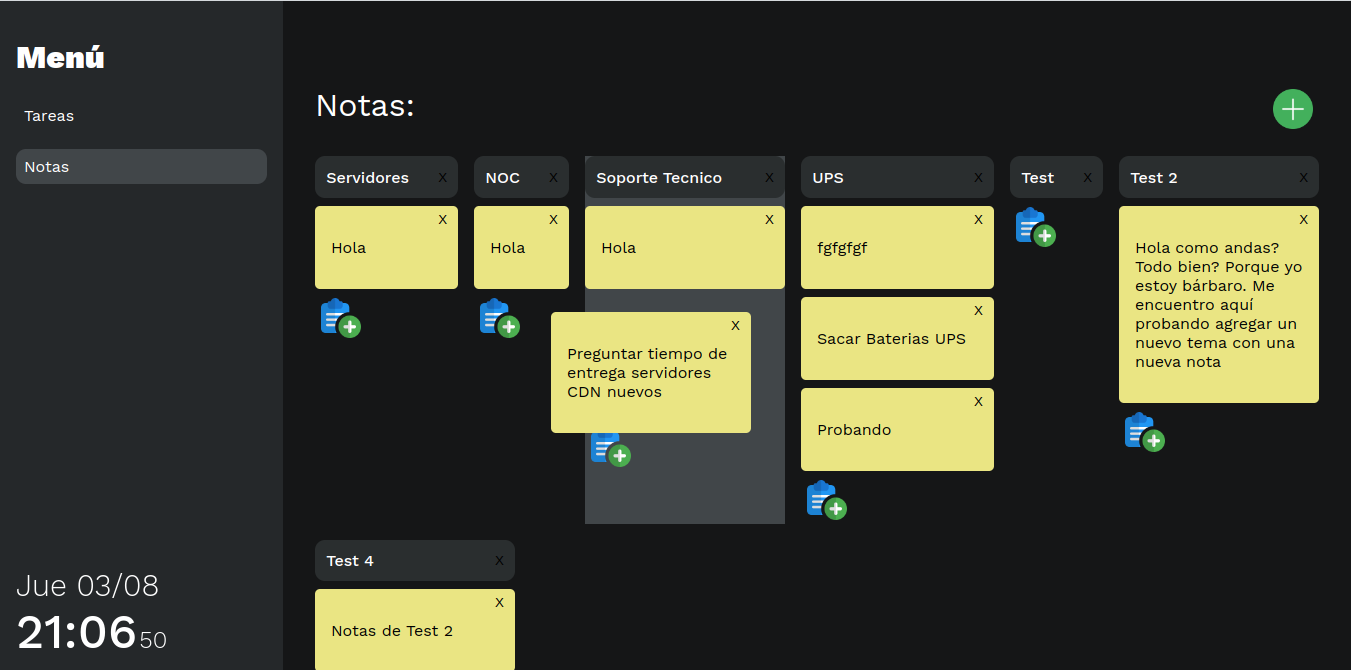 Menú
Tareas
Notas
Jue 03/08
21:06 50
Notas:
Servidores X
Hola X
NOC X
Hola X
Soporte Tecnico X
Hola X
Preguntar tiempo de X
entrega servidores
CDN nuevos
UPS X
fgfgfgf X
Sacar Baterias UPS X
Probando X
Test X
Test 2 X
Hola como andas? X
Todo bien? Porque yo
estoy bárbaro. Me
encuentro aquí
probando agregar un
nuevo tema con una
nueva nota
Test 4 X
Notas de Test 2 X